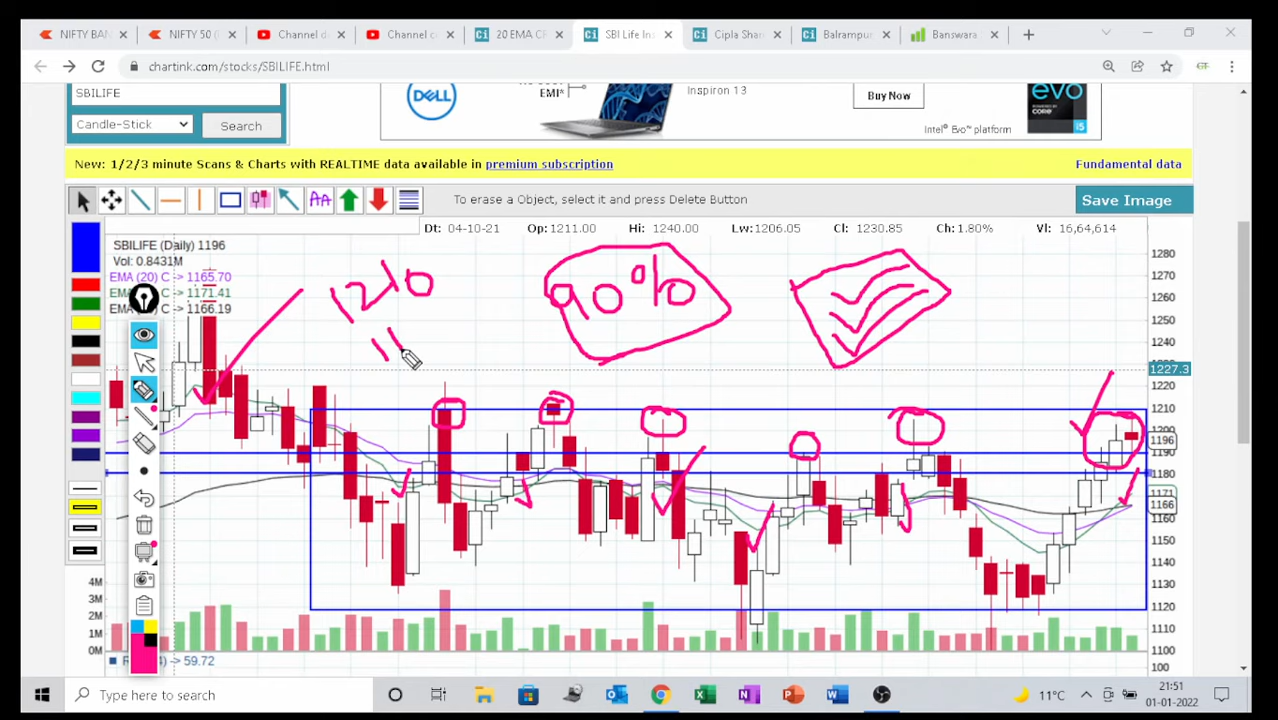 NIFTY BAN
NIFTY 50 (
Channel d
Channel c
20 EMA CF
SBI Life Ins
Cipla Shar
Balrampur
Banswara
chartink.com/stocks/SBILIFE.html
SBILIFE
Candle-Stick
Search
DELL
EMI*
Inspiron 13
Buy Now
evo
Intel® Evo™ platform
New: 1/2/3 minute Scans & Charts with REALTIME data available in premium subscription
Fundamental data
AA
To erase a Object, select it and press Delete Button
Save Image
Dt: 04-10-21
Op:1211.00
Hi: 1240.00
Lw:1206.05
Cl: 1230.85
Ch:1.80%
Vl: 16,64,614
SBILIFE (Daily) 1196
Vol: 0.8431M
EMA (20) C -> 1165.70
1171.41
1166.19
1210
11
90%
1280
1270
1260
1250
1240
1227.3
1220
1210
1200
1196
1190
1180
1171
1166
1160
1150
1140
1130
1120
1110
1100
100
4M
3M
2M
1M
0M
-> 59.72
Type here to search
11°C
21:51
01-01-2022